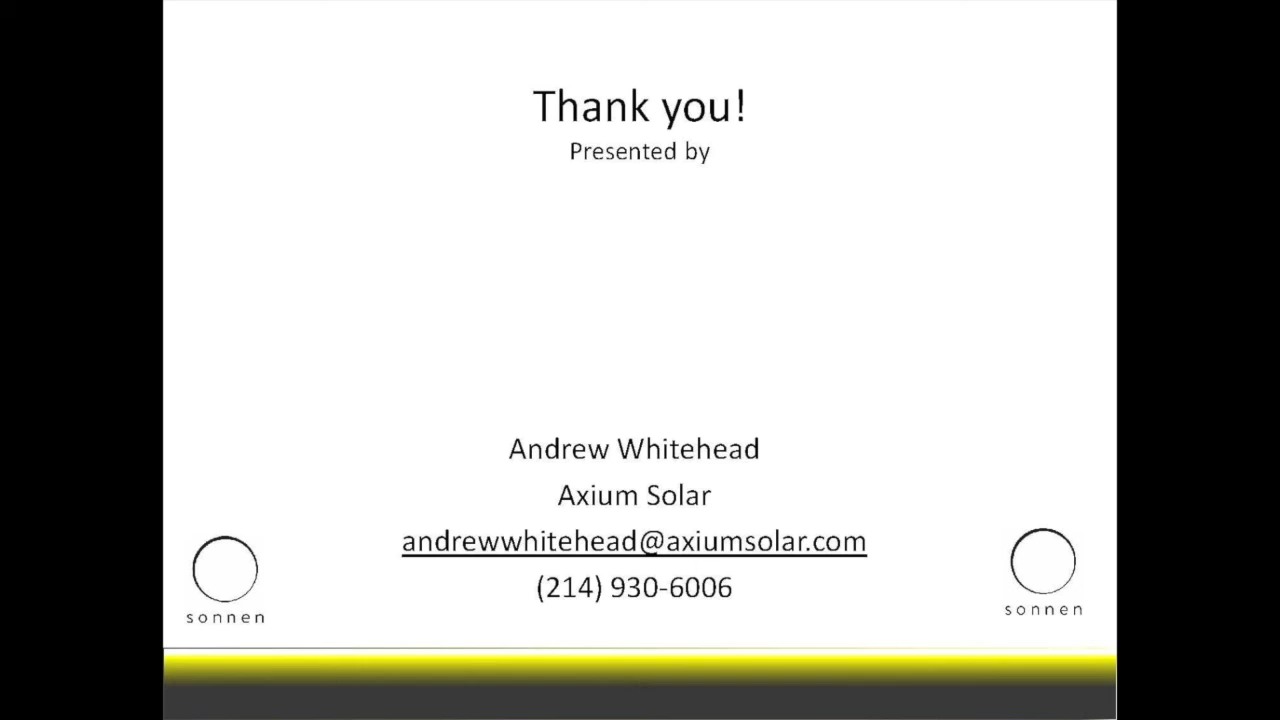 Thank you!
Presented by
Andrew Whitehead
Axium Solar
andrewwhitehead@axiumsolar.com
(214) 930-6006
sonnen
sonnen